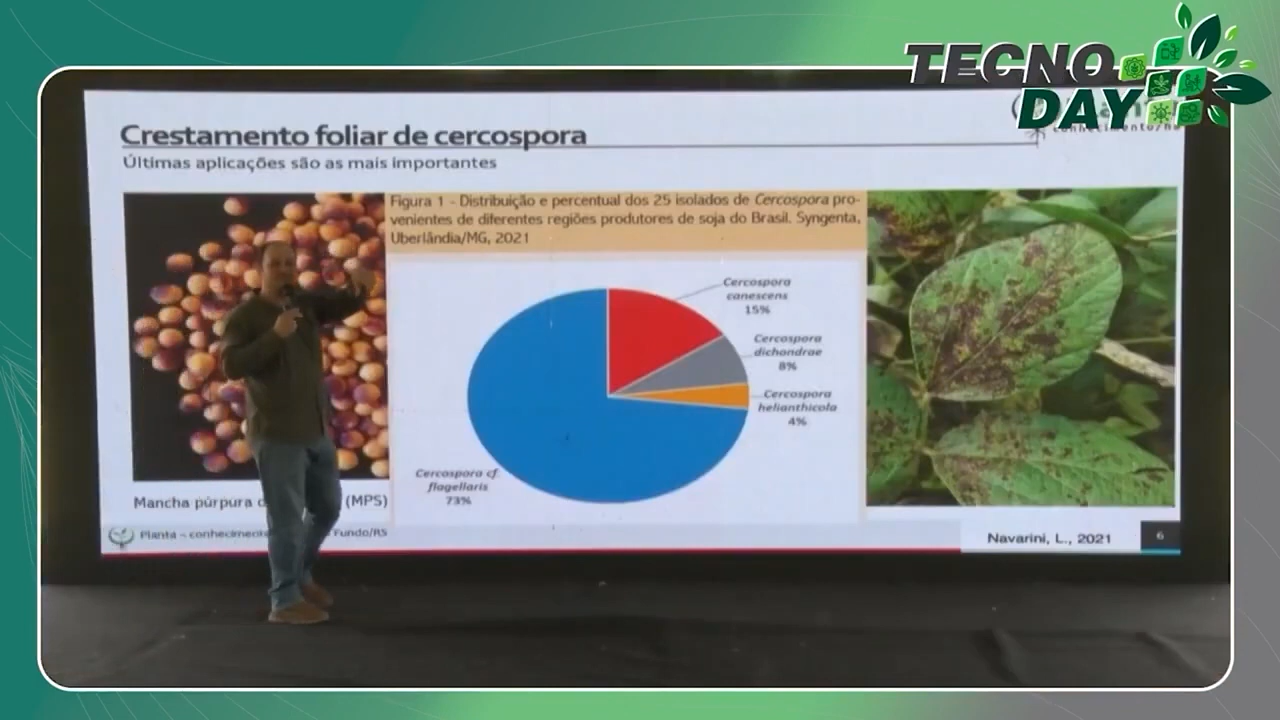 TECNO
DAY
Crestamento foliar de cercospora
Últimas aplicações são as mais importantes
Figura 1 - Distribuição e percentual dos 25 isolados de Cercospora pro-
venientes de diferentes regiões produtores de soja do Brasil. Syngenta,
Uberlândia/MG, 2021
Cercospora
canescens
15%
Cercospora
dichondrae
8%
Cercospora
helianthicola
4%
Cercospora cf.
flagellaris
73%
Mancha púrpura (MPS)
Planta - conhecimento Fundo/RS
Navarini, L., 2021
6